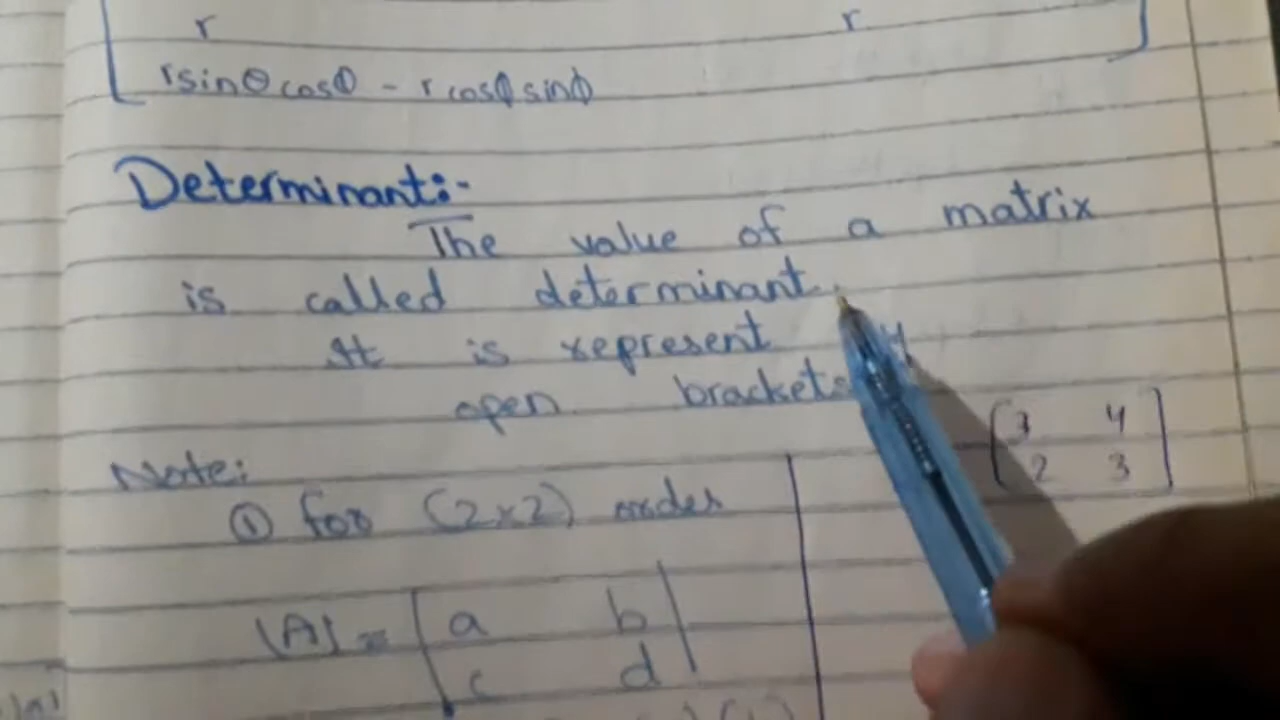 r r
rsinθcosΦ - rcosΦsinΦ
Determinant:-
The value of a matrix
is called determinant.
It is represent
open brackets
3 4
2 3
Note:
① for (2×2) order
|A| = a b
c d